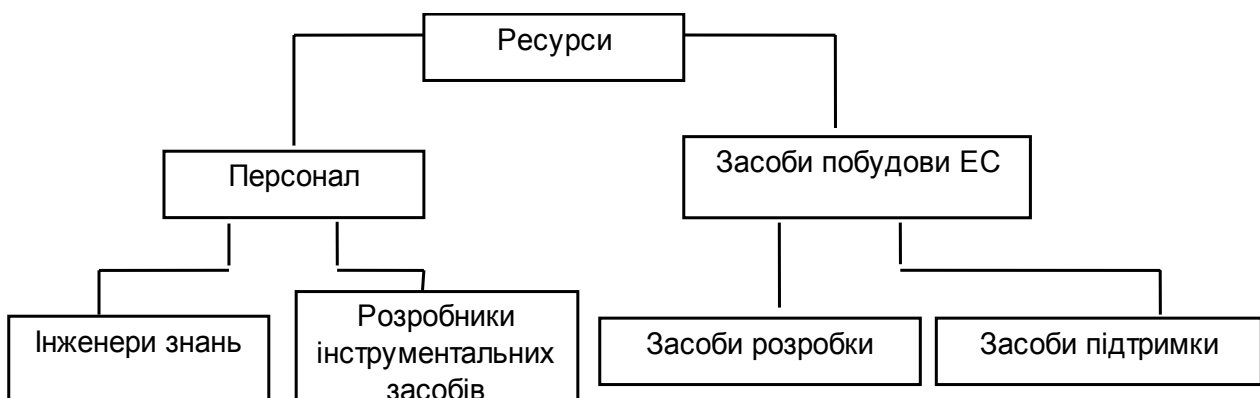 Ресурси
Персонал
Засоби побудови ЕС
Інженери знань
Розробники
інструментальних
засобів
Засоби розробки
Засоби підтримки